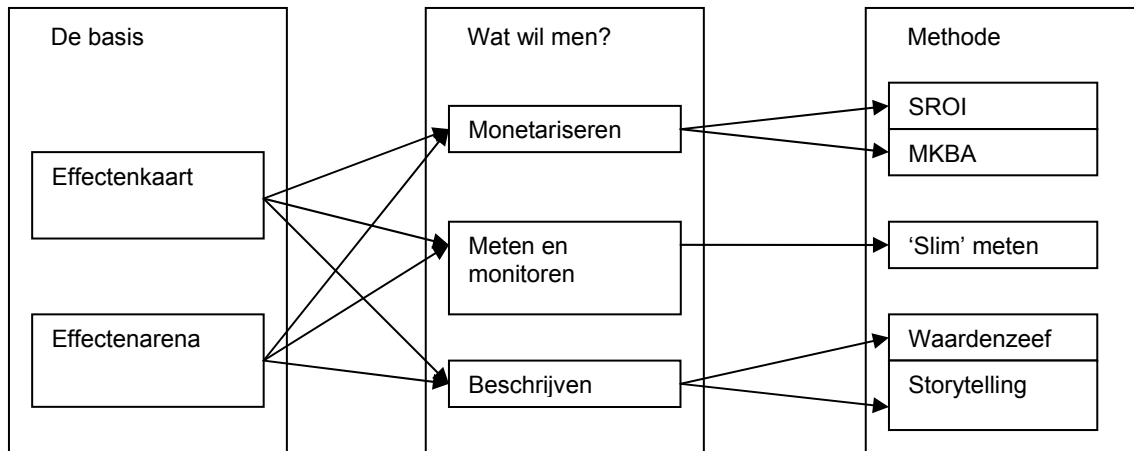 De basis
Effectenkaart
Effectenarena
Wat wil men?
Monetariseren
Meten en
monitoren
Beschrijven
Methode
SROI
MKBA
‘Slim’ meten
Waardenzeef
Storytelling